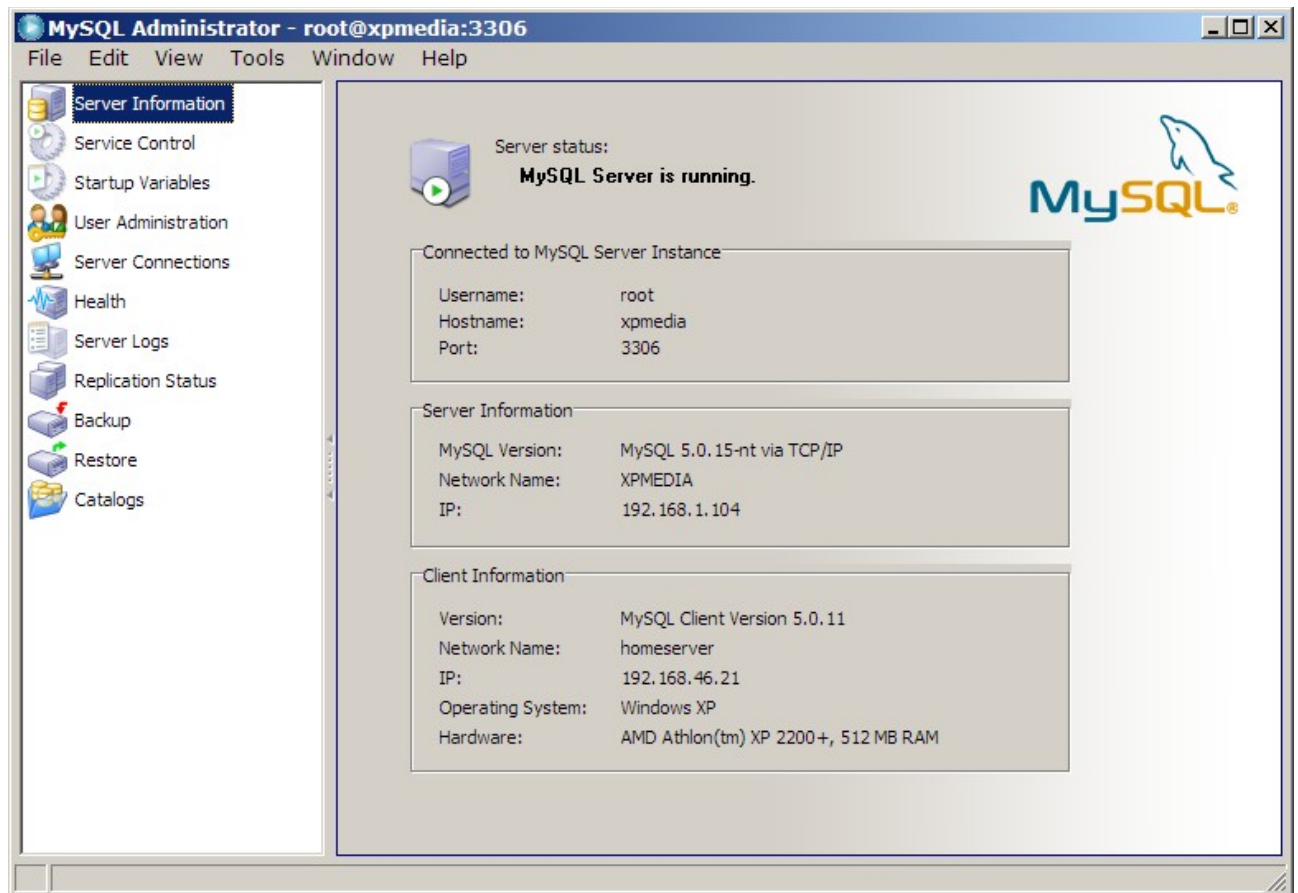 MySQL Administrator - root@xpmedia:3306
File Edit View Tools Window Help
Server Information
Service Control
Startup Variables
User Administration
Server Connections
Health
Server Logs
Replication Status
Backup
Restore
Catalogs
Server status:
MySQL Server is running.
MySQL®
Connected to MySQL Server Instance
Username: root
Hostname: xpmedia
Port: 3306
Server Information
MySQL Version: MySQL 5.0.15-nt via TCP/IP
Network Name: XPMEDIA
IP: 192.168.1.104
Client Information
Version: MySQL Client Version 5.0.11
Network Name: homeserver
IP: 192.168.46.21
Operating System: Windows XP
Hardware: AMD Athlon(tm) XP 2200+, 512 MB RAM